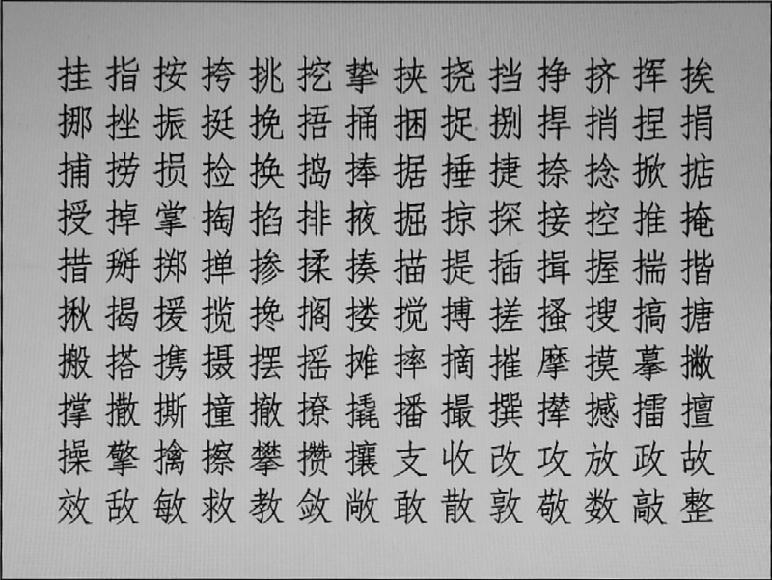 挂指按挎挑挖挚挟挠挡挣挤挥挨
挪挫振挺挽捂捅捆捉捌捍捎捏捐
捕捞损捡换捣捧据捶捷捺捻掀掂
授掉掌掏掐排掖掘掠探接控推掩
措掰掷掸掺揉揍描提插揖握揣揩
揪揭援揽搀搁搂搅搏搓搔搜搞搪
搬搭携摄摆摇摊摔摘摧摩摸摹撇
撑撒撕撞撤撩撬播撮撰撵撼擂擅
操擎擒擦攀攒攘支收改攻放政故
效敌敏救教敛敞敢散敦敬数敲整